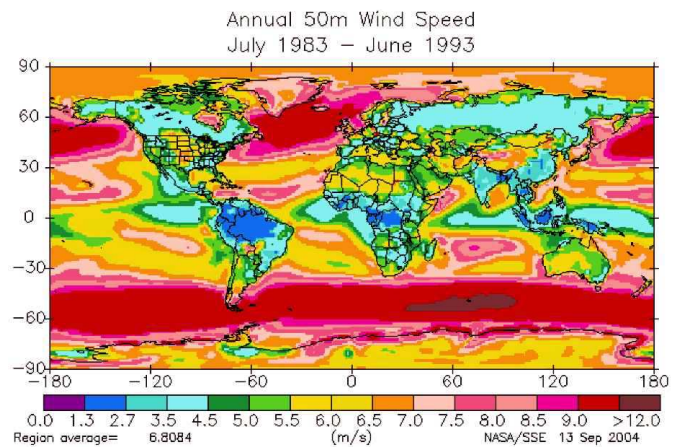 Annual 50m Wind Speed
July 1983 – June 1993
90
60
30
0
−30
−60
−90
−180 −120 −60 0 60 120 180
0.0 1.3 2.7 3.5 4.5 5.0 5.5 6.0 6.5 7.0 7.5 8.0 8.5 9.0 >12.0
Region average= 6.8084 (m/s) NASA/SSE 13 Sep 2004